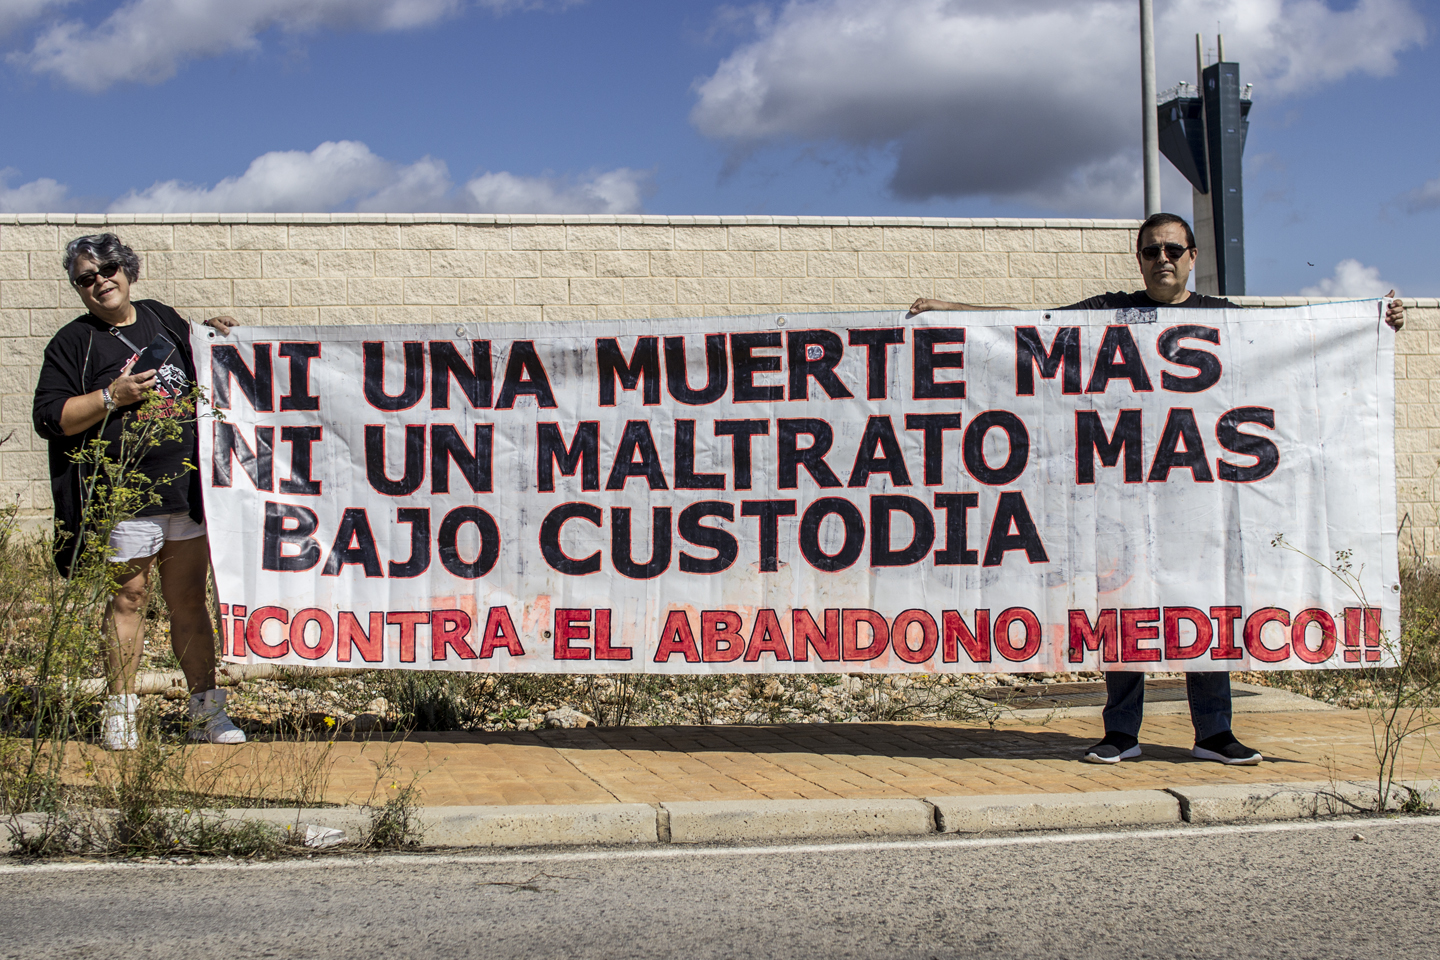 NI UNA MUERTE MAS
NI UN MALTRATO MAS
BAJO CUSTODIA
¡¡CONTRA EL ABANDONO MEDICO!!